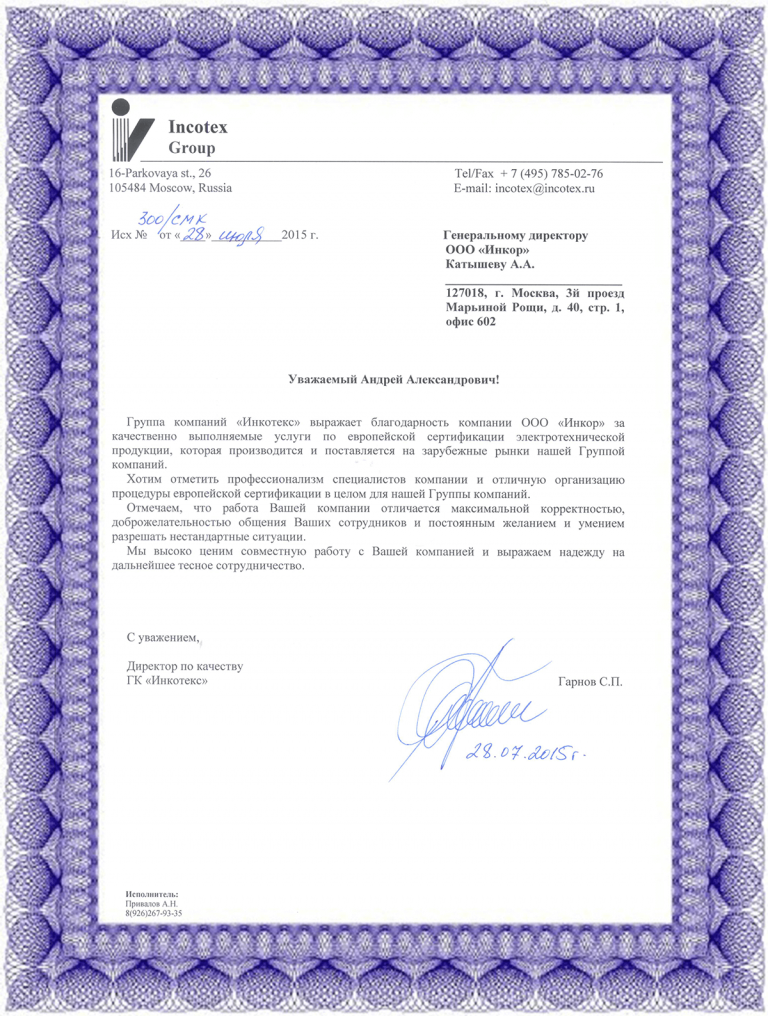 Incotex
Group
16-Parkovaya st., 26
105484 Moscow, Russia
Tel/Fax + 7 (495) 785-02-76
E-mail: incotex@incotex.ru
300/СМК
Исх № от «28» июля 2015 г.
Генеральному директору
ООО «Инкор»
Катышеву А.А.
127018, г. Москва, 3й проезд
Марьиной Рощи, д. 40, стр. 1,
офис 602
Уважаемый Андрей Александрович!
Группа компаний «Инкотекс» выражает благодарность компании ООО «Инкор» за
качественно выполняемые услуги по европейской сертификации электротехнической
продукции, которая производится и поставляется на зарубежные рынки нашей Группой
компаний.
Хотим отметить профессионализм специалистов компании и отличную организацию
процедуры европейской сертификации в целом для нашей Группы компаний.
Отмечаем, что работа Вашей компании отличается максимальной корректностью,
доброжелательностью общения Ваших сотрудников и постоянным желанием и умением
разрешать нестандартные ситуации.
Мы высоко ценим совместную работу с Вашей компанией и выражаем надежду на
дальнейшее тесное сотрудничество.
С уважением,
Директор по качеству
ГК «Инкотекс»
Гарнов С.П.
28.07.2015г.
Исполнитель:
Привалов А.Н.
8(926)267-93-35